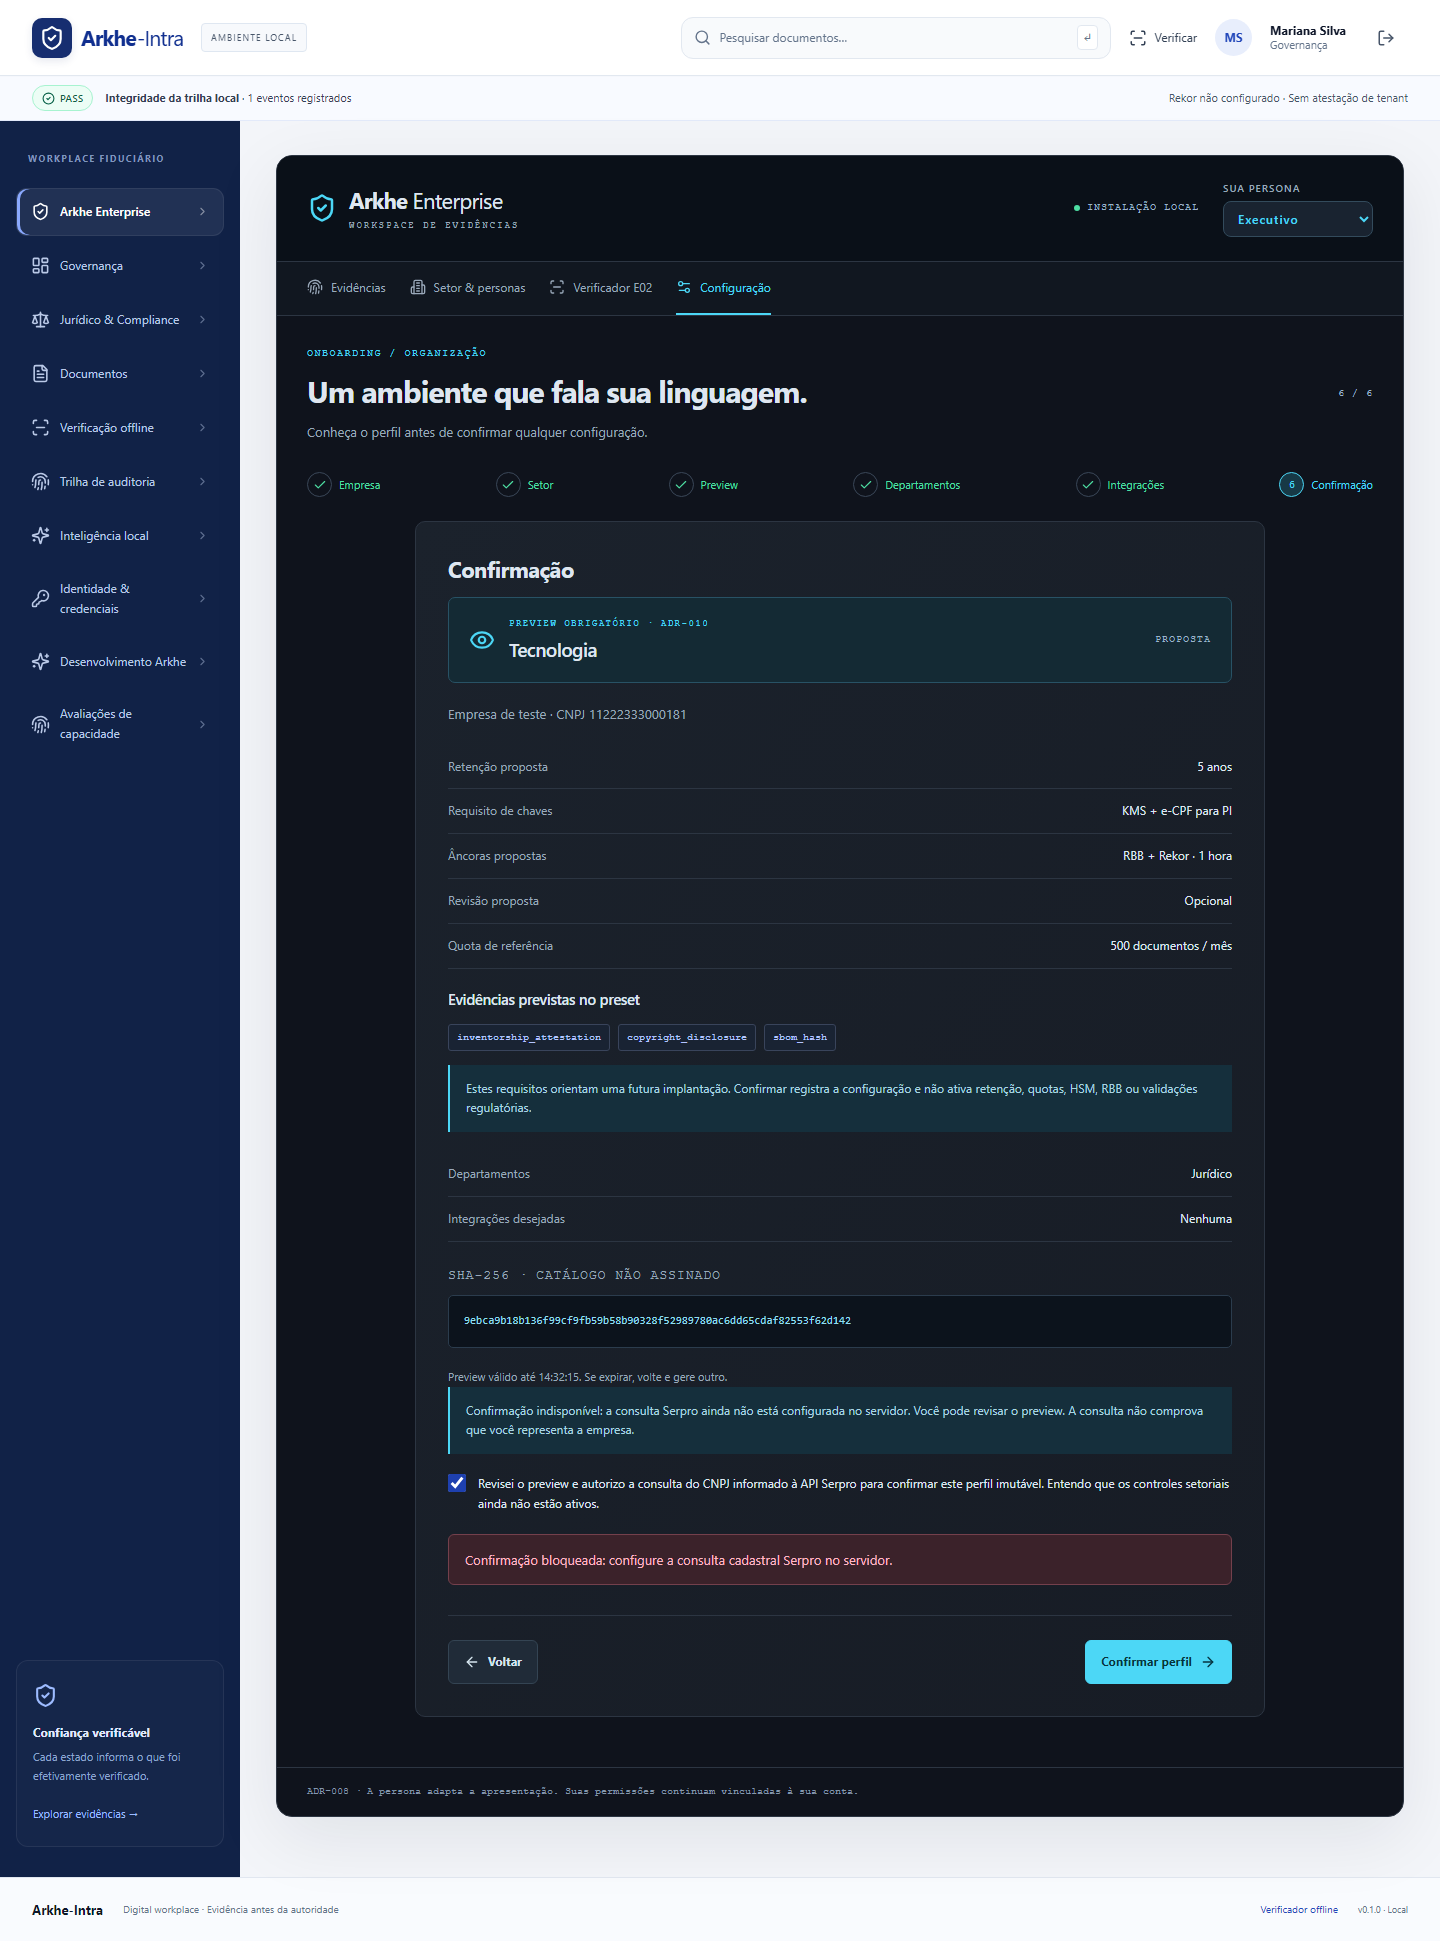 Arkhe-Intra
AMBIENTE LOCAL
Pesquisar documentos...
↵
Verificar
MS
Mariana Silva
Governança
PASS
Integridade da trilha local · 1 eventos registrados
Rekor não configurado · Sem atestação de tenant
WORKPLACE FIDUCIÁRIO
Arkhe Enterprise
Governança
Jurídico & Compliance
Documentos
Verificação offline
Trilha de auditoria
Inteligência local
Identidade &
credenciais
Desenvolvimento Arkhe
Avaliações de
capacidade
Confiança verificável
Cada estado informa o que foi
efetivamente verificado.
Explorar evidências →
Arkhe Enterprise
WORKSPACE DE EVIDÊNCIAS
INSTALAÇÃO LOCAL
SUA PERSONA
Executivo
Evidências
Setor & personas
Verificador E02
Configuração
ONBOARDING / ORGANIZAÇÃO
Um ambiente que fala sua linguagem.
6 / 6
Conheça o perfil antes de confirmar qualquer configuração.
Empresa
Setor
Preview
Departamentos
Integrações
6
Confirmação
Confirmação
PREVIEW OBRIGATÓRIO · ADR-010
Tecnologia
PROPOSTA
Empresa de teste · CNPJ 11222333000181
Retenção proposta
5 anos
Requisito de chaves
KMS + e-CPF para PI
Âncoras propostas
RBB + Rekor · 1 hora
Revisão proposta
Opcional
Quota de referência
500 documentos / mês
Evidências previstas no preset
inventorship_attestation
copyright_disclosure
sbom_hash
Estes requisitos orientam uma futura implantação. Confirmar registra a configuração e não ativa retenção, quotas, HSM, RBB ou validações
regulatórias.
Departamentos
Jurídico
Integrações desejadas
Nenhuma
SHA-256 · CATÁLOGO NÃO ASSINADO
9ebca9b18b136f99cf9fb59b58b90328f52989780ac6dd65cdaf82553f62d142
Preview válido até 14:32:15. Se expirar, volte e gere outro.
Confirmação indisponível: a consulta Serpro ainda não está configurada no servidor. Você pode revisar o preview. A consulta não comprova
que você representa a empresa.
Revisei o preview e autorizo a consulta do CNPJ informado à API Serpro para confirmar este perfil imutável. Entendo que os controles setoriais
ainda não estão ativos.
Confirmação bloqueada: configure a consulta cadastral Serpro no servidor.
Voltar
Confirmar perfil
ADR-008 · A persona adapta a apresentação. Suas permissões continuam vinculadas à sua conta.
Arkhe-Intra
Digital workplace · Evidência antes da autoridade
Verificador offline
v0.1.0 · Local